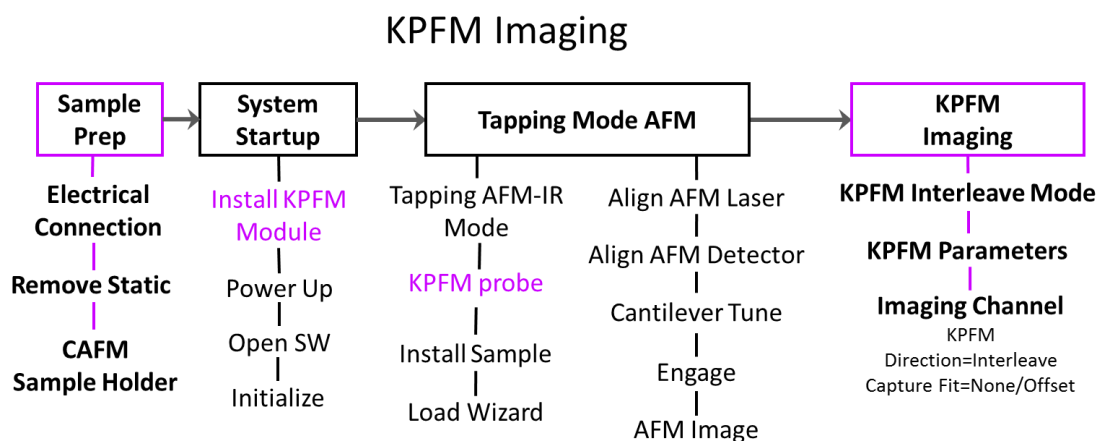 KPFM Imaging
Sample
Prep
System
Startup
Tapping Mode AFM
KPFM
Imaging
Electrical
Connection
Remove Static
CAFM
Sample Holder
Install KPFM
Module
Power Up
Open SW
Initialize
Tapping AFM-IR
Mode
KPFM probe
Install Sample
Load Wizard
Align AFM Laser
Align AFM Detector
Cantilever Tune
Engage
AFM Image
KPFM Interleave Mode
KPFM Parameters
Imaging Channel
KPFM
Direction=Interleave
Capture Fit=None/Offset